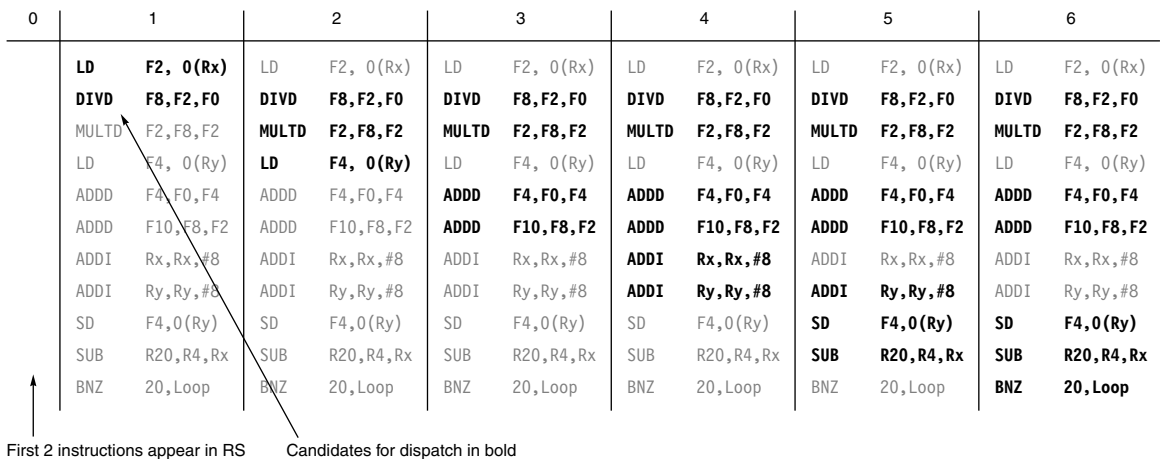 0 1 2 3 4 5 6
LD F2, 0(Rx) LD F2, 0(Rx) LD F2, 0(Rx) LD F2, 0(Rx) LD F2, 0(Rx) LD F2, 0(Rx)
DIVD F8,F2,F0 DIVD F8,F2,F0 DIVD F8,F2,F0 DIVD F8,F2,F0 DIVD F8,F2,F0 DIVD F8,F2,F0
MULTD F2,F8,F2 MULTD F2,F8,F2 MULTD F2,F8,F2 MULTD F2,F8,F2 MULTD F2,F8,F2 MULTD F2,F8,F2
LD F4, 0(Ry) LD F4, 0(Ry) LD F4, 0(Ry) LD F4, 0(Ry) LD F4, 0(Ry) LD F4, 0(Ry)
ADDD F4,F0,F4 ADDD F4,F0,F4 ADDD F4,F0,F4 ADDD F4,F0,F4 ADDD F4,F0,F4 ADDD F4,F0,F4
ADDD F10,F8,F2 ADDD F10,F8,F2 ADDD F10,F8,F2 ADDD F10,F8,F2 ADDD F10,F8,F2 ADDD F10,F8,F2
ADDI Rx,Rx,#8 ADDI Rx,Rx,#8 ADDI Rx,Rx,#8 ADDI Rx,Rx,#8 ADDI Rx,Rx,#8 ADDI Rx,Rx,#8
ADDI Ry,Ry,#8 ADDI Ry,Ry,#8 ADDI Ry,Ry,#8 ADDI Ry,Ry,#8 ADDI Ry,Ry,#8 ADDI Ry,Ry,#8
SD F4,0(Ry) SD F4,0(Ry) SD F4,0(Ry) SD F4,0(Ry) SD F4,0(Ry) SD F4,0(Ry)
SUB R20,R4,Rx SUB R20,R4,Rx SUB R20,R4,Rx SUB R20,R4,Rx SUB R20,R4,Rx SUB R20,R4,Rx
BNZ 20,Loop BNZ 20,Loop BNZ 20,Loop BNZ 20,Loop BNZ 20,Loop BNZ 20,Loop
First 2 instructions appear in RS Candidates for dispatch in bold